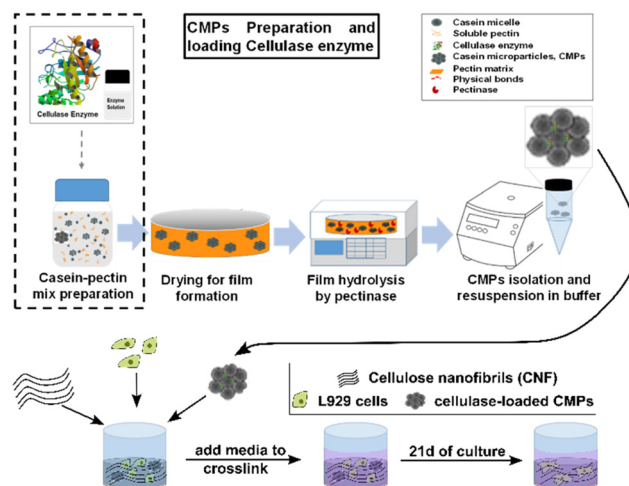 CMPs Preparation and
loading Cellulase enzyme
Casein micelle
Soluble pectin
Cellulase enzyme
Casein microparticles, CMPs
Pectin matrix
Physical bonds
Pectinase
Enzyme
Solution
Cellulase Enzyme
Casein-pectin
mix preparation
Drying for film
formation
Film hydrolysis
by pectinase
CMPs isolation and
resuspension in buffer
Cellulose nanofibrils (CNF)
L929 cells
cellulase-loaded CMPs
add media to
crosslink
21d of culture